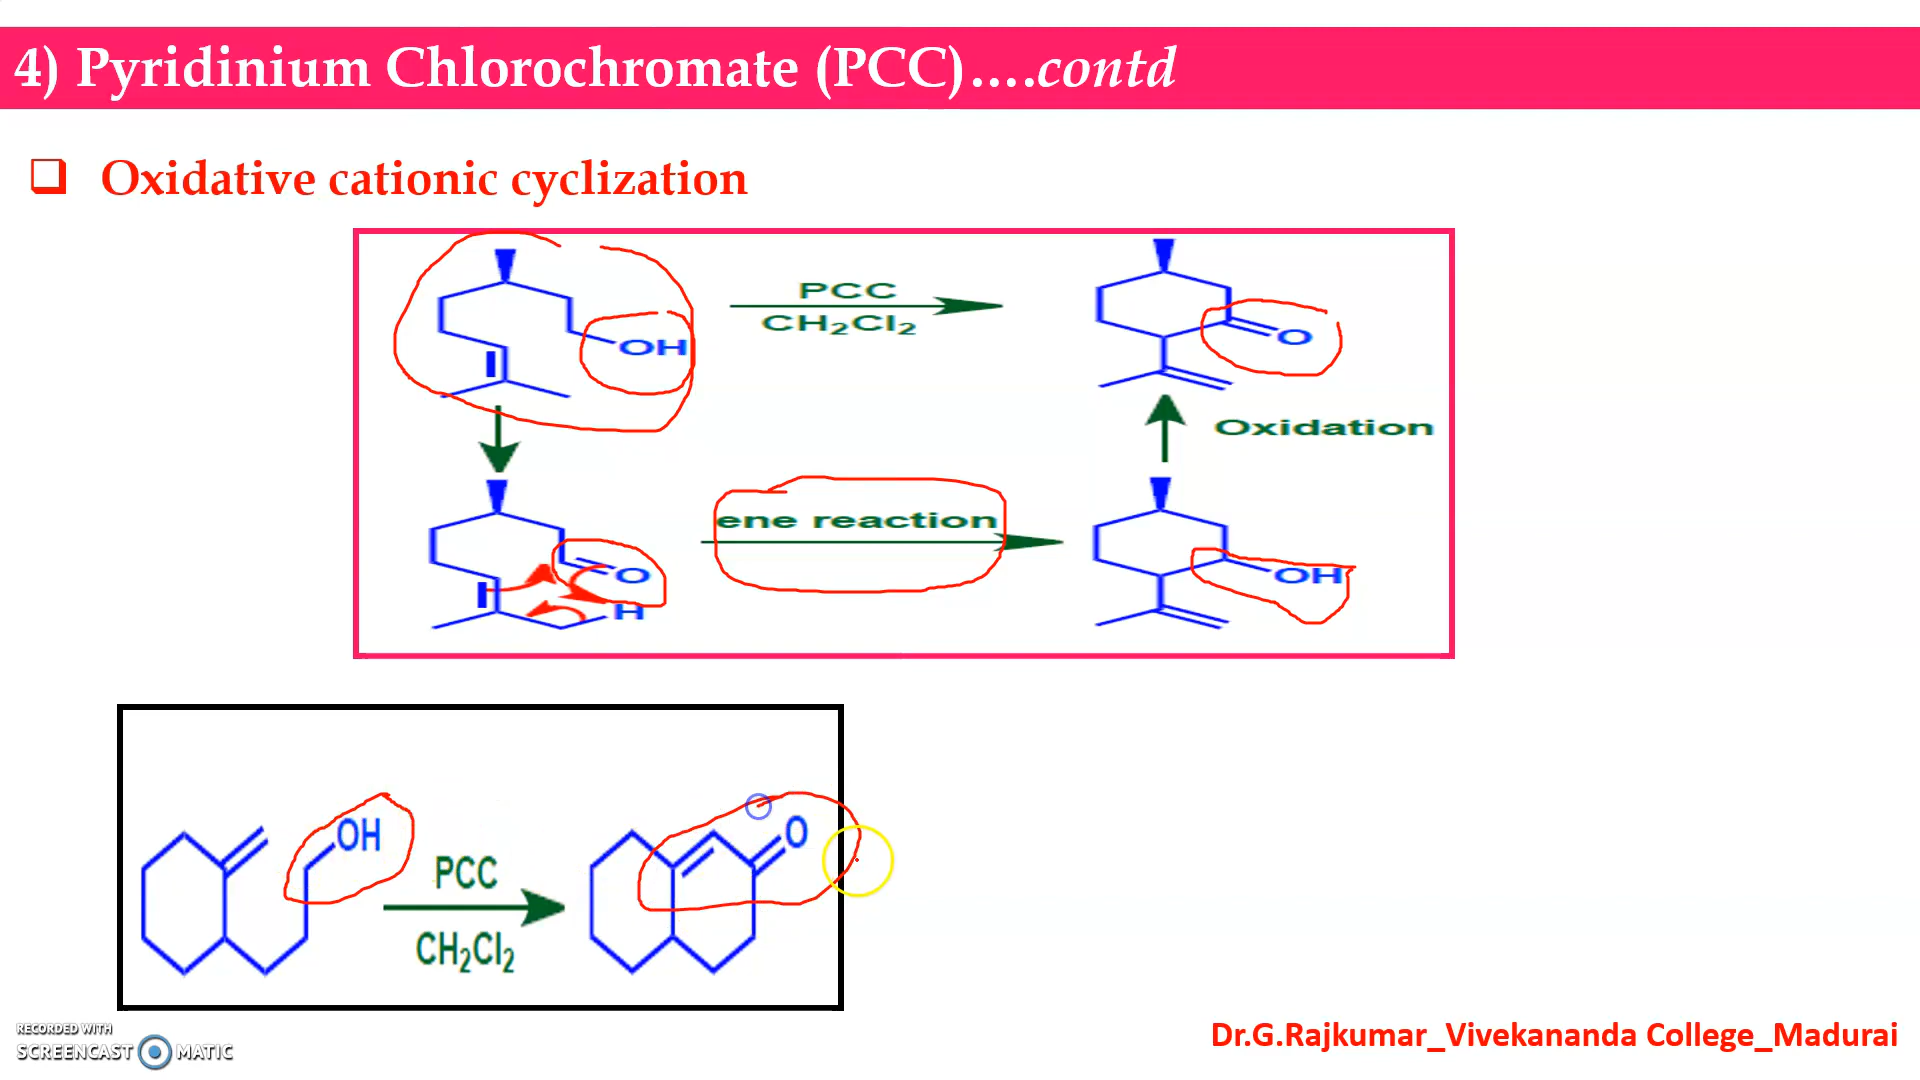 4) Pyridinium Chlorochromate (PCC)....contd
❑ Oxidative cationic cyclization
PCC
CH₂Cl₂
OH
O
Oxidation
ene reaction
O
H
OH
OH
PCC
CH₂Cl₂
O
RECORDED WITH
SCREENCAST MATIC
Dr.G.Rajkumar_Vivekananda College_Madurai